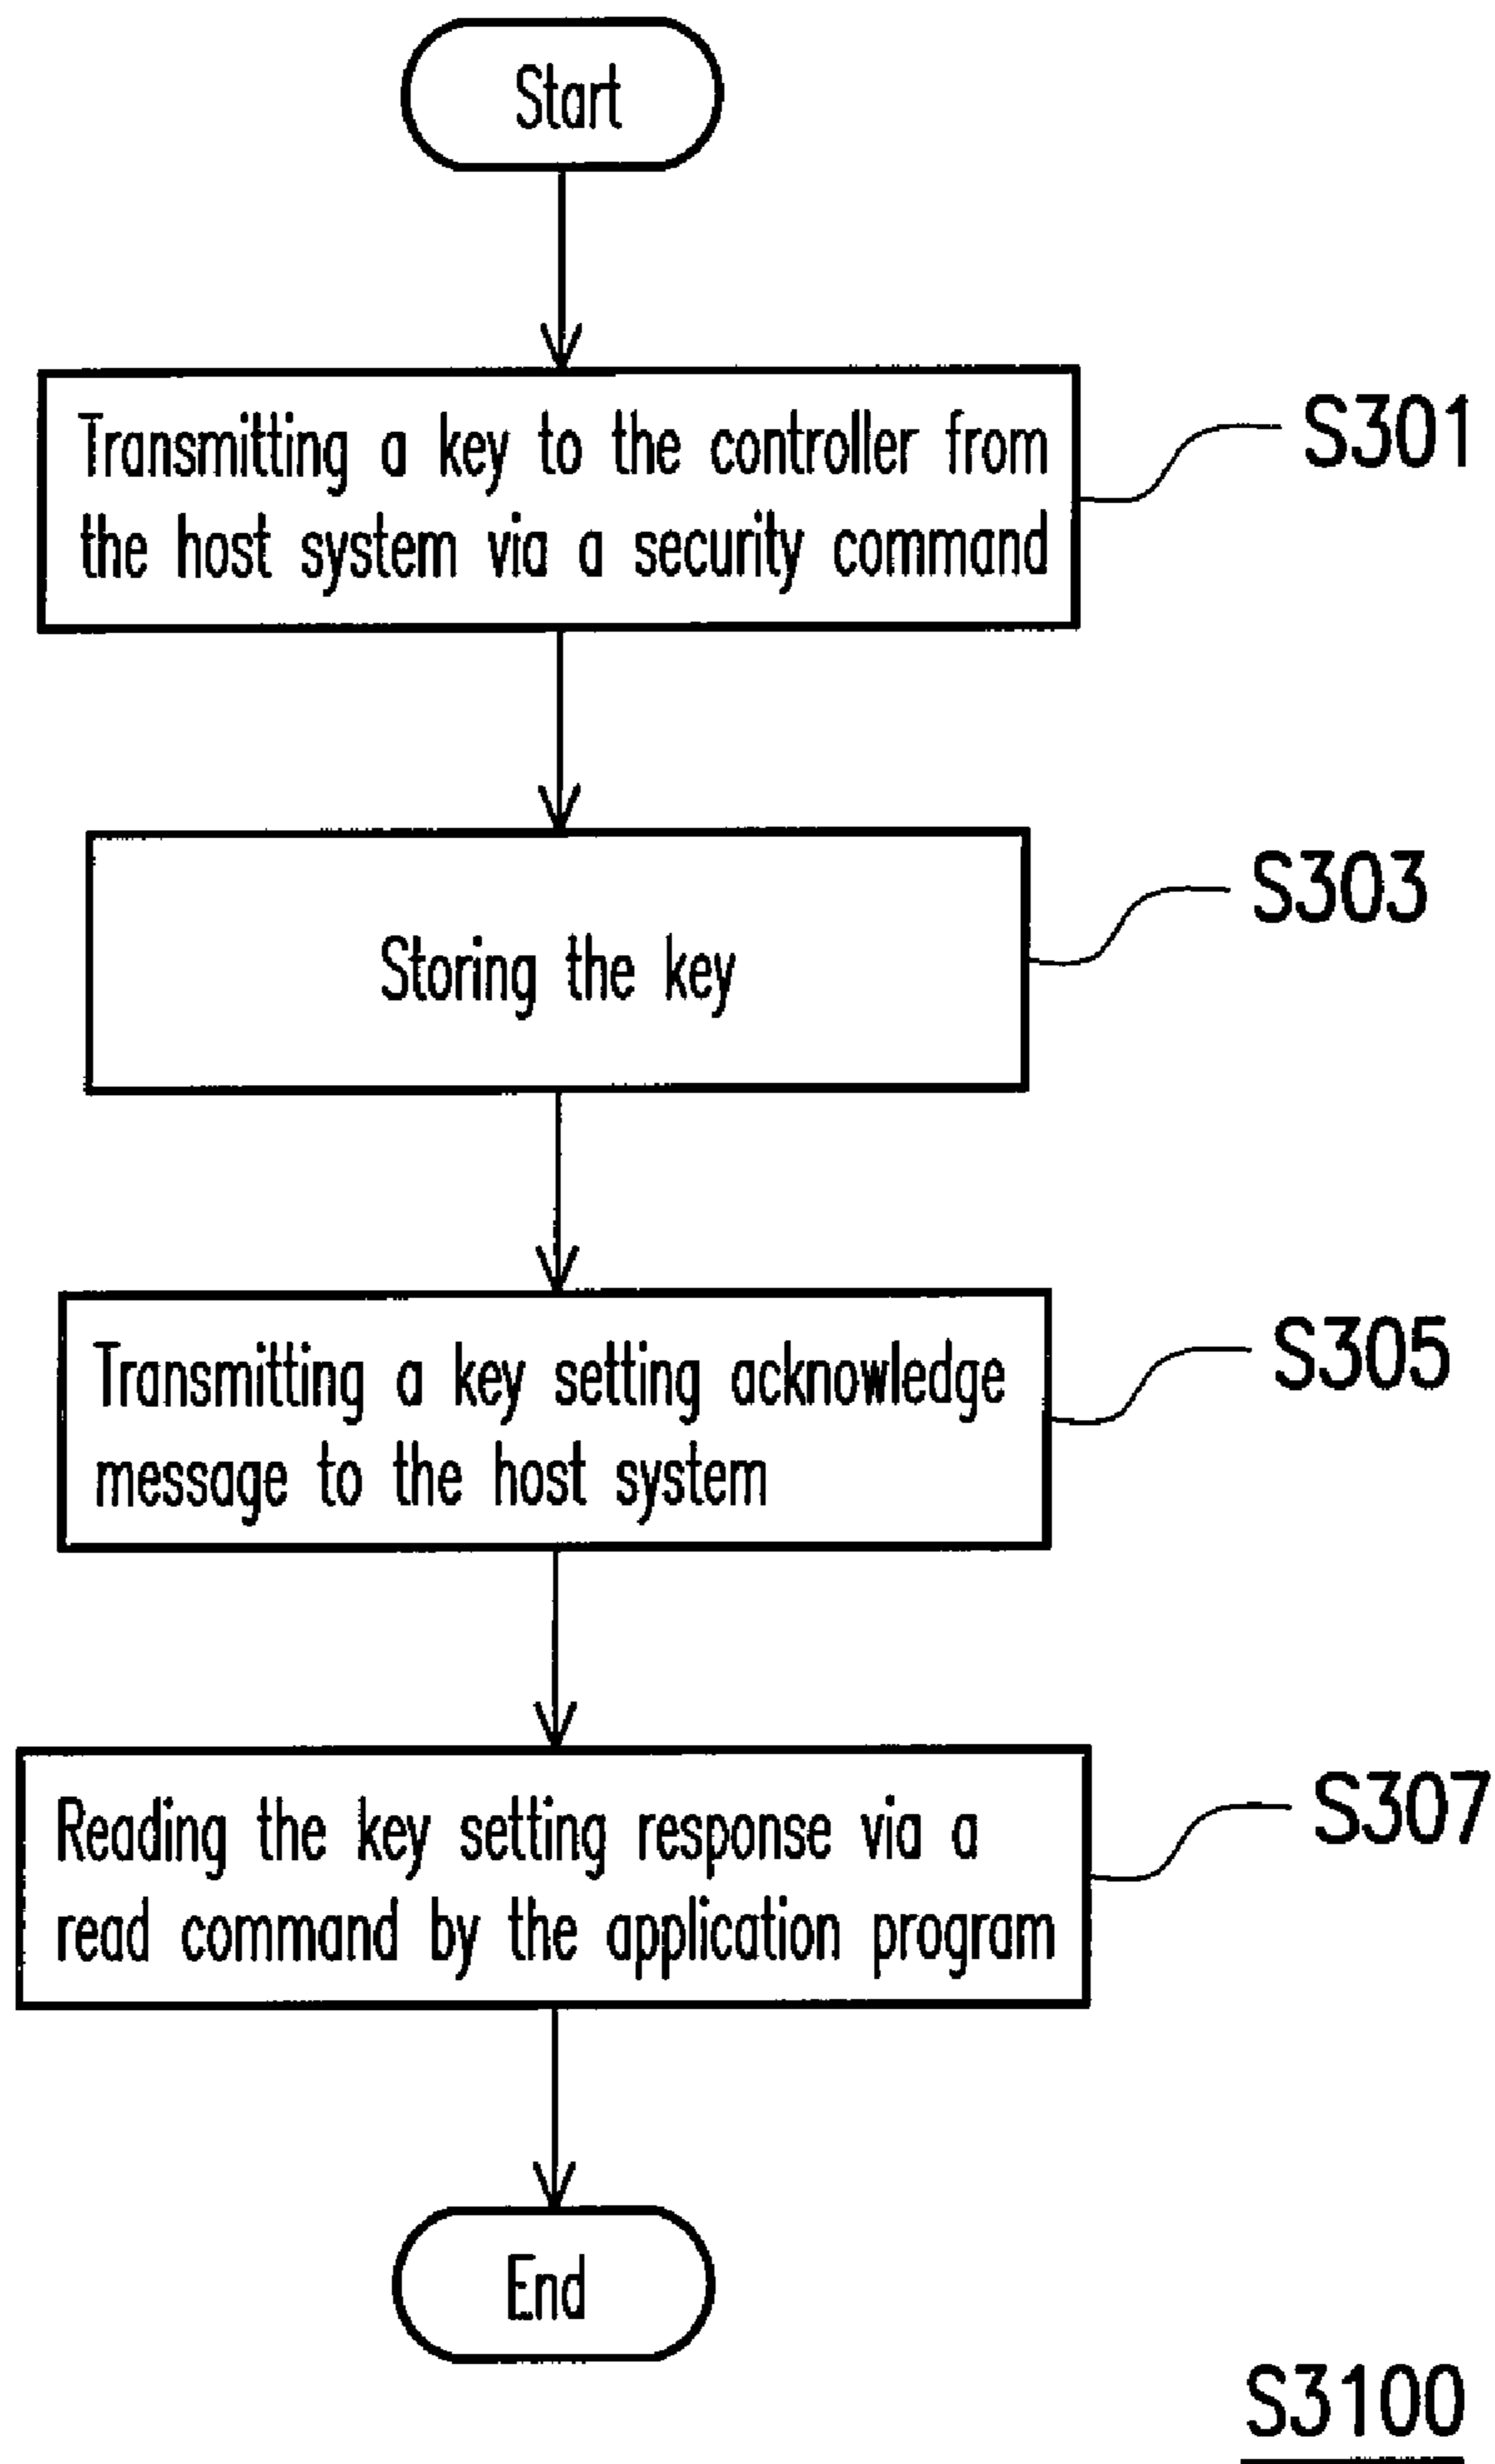 Start
Transmitting a key to the controller from
the host system via a security command
S301
Storing the key
S303
Transmitting a key setting acknowledge
message to the host system
S305
Reading the key setting response via a
read command by the application program
S307
End
S3100